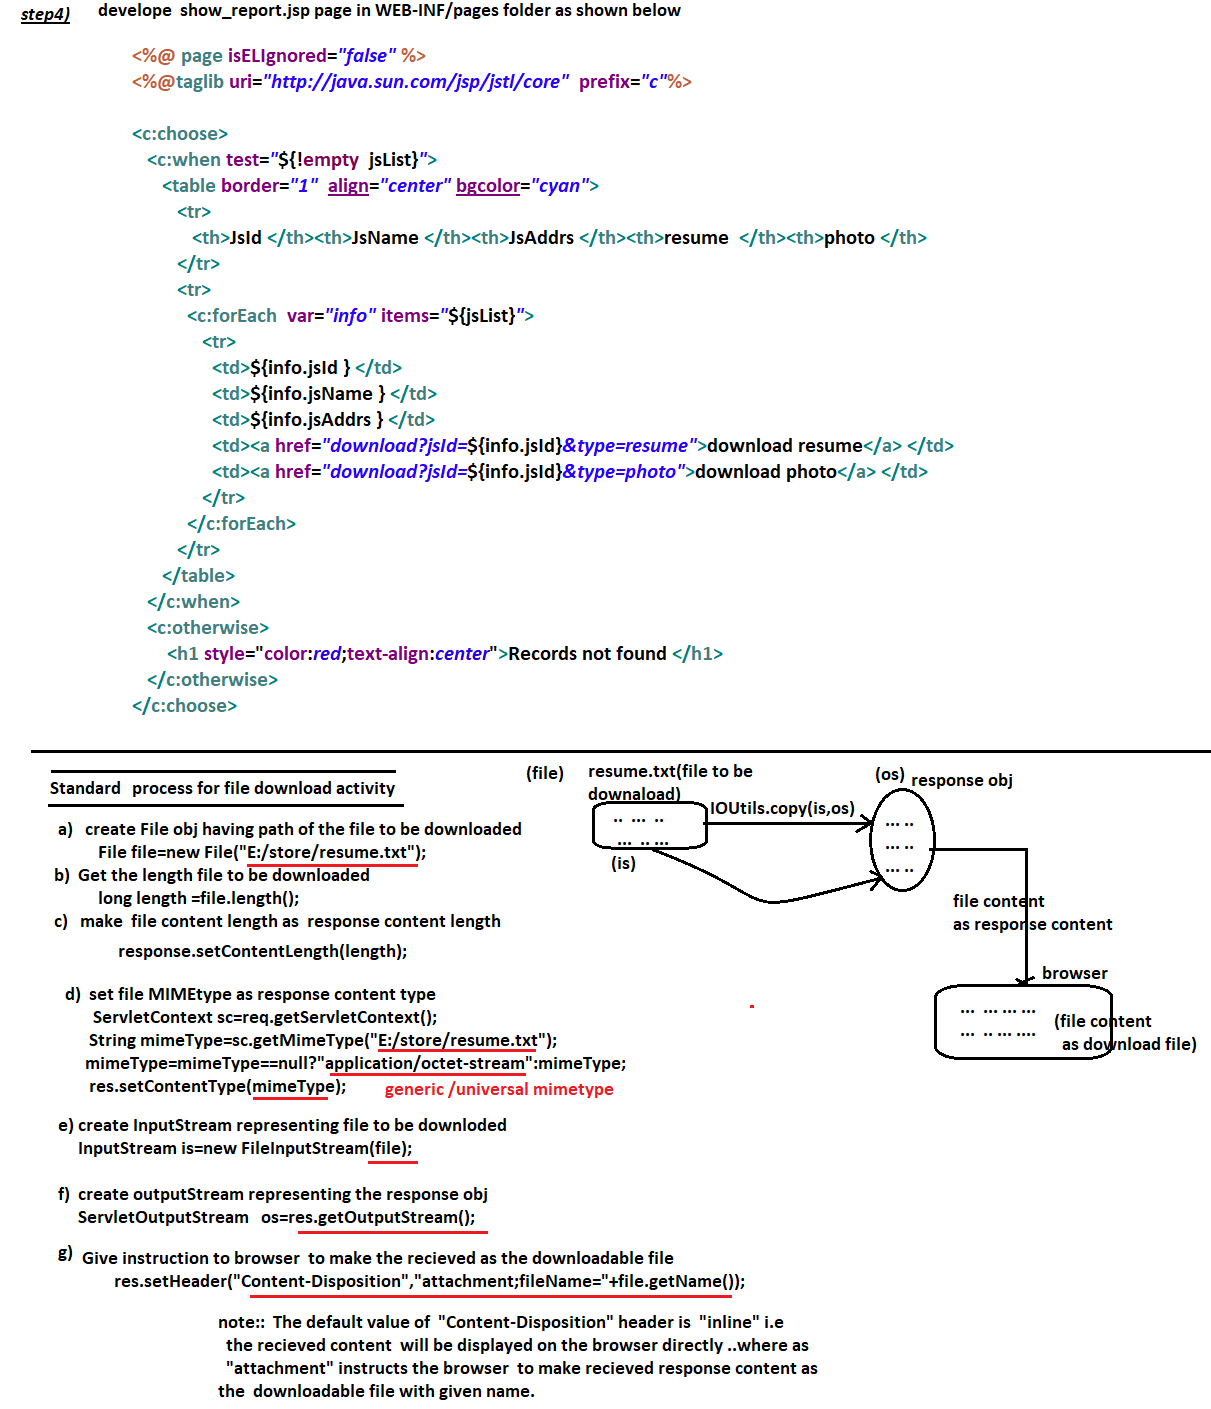 step4) develope show_report.jsp page in WEB-INF/pages folder as shown below
<%@ page isELIgnored="false" %>
<%@taglib uri="http://java.sun.com/jsp/jstl/core" prefix="c"%>
<c:choose>
<c:when test="${!empty jsList}">
<table border="1" align="center" bgcolor="cyan">
<tr>
<th>JsId </th><th>JsName </th><th>JsAddrs </th><th>resume </th><th>photo </th>
</tr>
<tr>
<c:forEach var="info" items="${jsList}">
<tr>
<td>${info.jsId } </td>
<td>${info.jsName } </td>
<td>${info.jsAddrs } </td>
<td><a href="download?jsId=${info.jsId}&type=resume">download resume</a> </td>
<td><a href="download?jsId=${info.jsId}&type=photo">download photo</a> </td>
</tr>
</c:forEach>
</tr>
</table>
</c:when>
<c:otherwise>
<h1 style="color:red;text-align:center">Records not found </h1>
</c:otherwise>
</c:choose>
Standard process for file download activity
a) create File obj having path of the file to be downloaded
File file=new File("E:/store/resume.txt");
b) Get the length file to be downloaded
long length =file.length();
c) make file content length as response content length
response.setContentLength(length);
d) set file MIMEtype as response content type
ServletContext sc=req.getServletContext();
String mimeType=sc.getMimeType("E:/store/resume.txt");
mimeType=mimeType==null?"application/octet-stream":mimeType;
res.setContentType(mimeType);
generic /universal mimetype
e) create InputStream representing file to be downloded
InputStream is=new FileInputStream(file);
f) create outputStream representing the response obj
ServletOutputStream os=res.getOutputStream();
g) Give instruction to browser to make the recieved as the downloadable file
res.setHeader("Content-Disposition","attachment;fileName="+file.getName());
note:: The default value of "Content-Disposition" header is "inline" i.e
the recieved content will be displayed on the browser directly ..where as
"attachment" instructs the browser to make recieved response content as
the downloadable file with given name.
(file)
resume.txt(file to be
downaload)
.. ... ..
... .. ...
(is)
IOUtils.copy(is,os)
(os)
response obj
... ..
... ..
... ..
file content
as response content
browser
... ... ... ...
... .. ... ....
(file content
as download file)